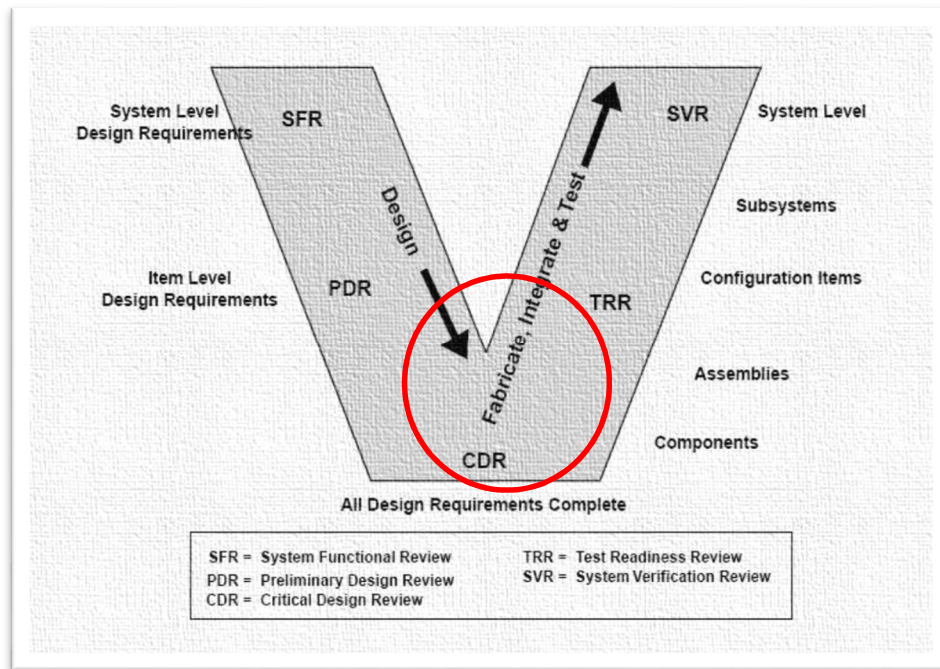 System Level
Design Requirements
SFR
SVR
System Level
Design
Fabricate, Integrate & Test
Subsystems
Item Level
Design Requirements
PDR
TRR
Configuration Items
Assemblies
Components
CDR
All Design Requirements Complete
SFR = System Functional Review
PDR = Preliminary Design Review
CDR = Critical Design Review
TRR = Test Readiness Review
SVR = System Verification Review